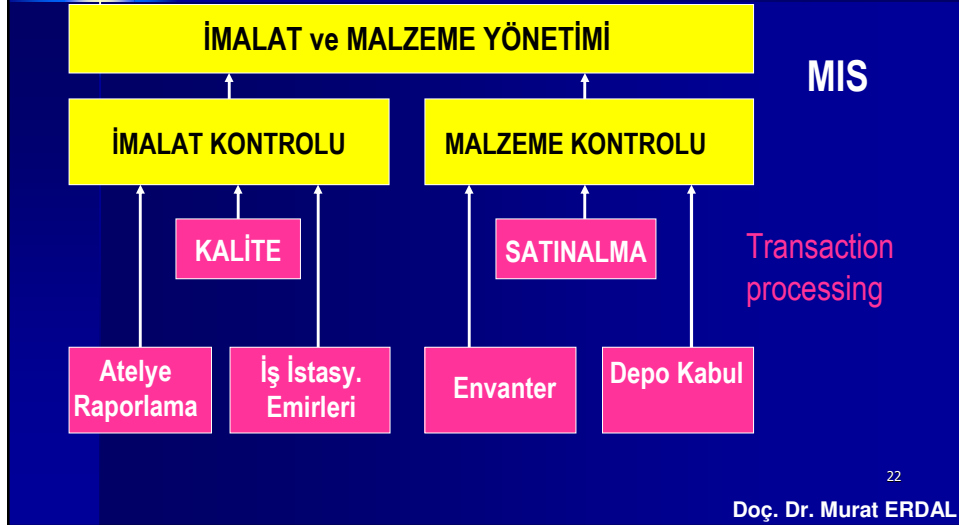 İMALAT ve MALZEME YÖNETİMİ
MIS
İMALAT KONTROLU
MALZEME KONTROLU
KALİTE
SATINALMA
Transaction
processing
Atelye
Raporlama
İş İstasy.
Emirleri
Envanter
Depo Kabul
22
Doç. Dr. Murat ERDAL